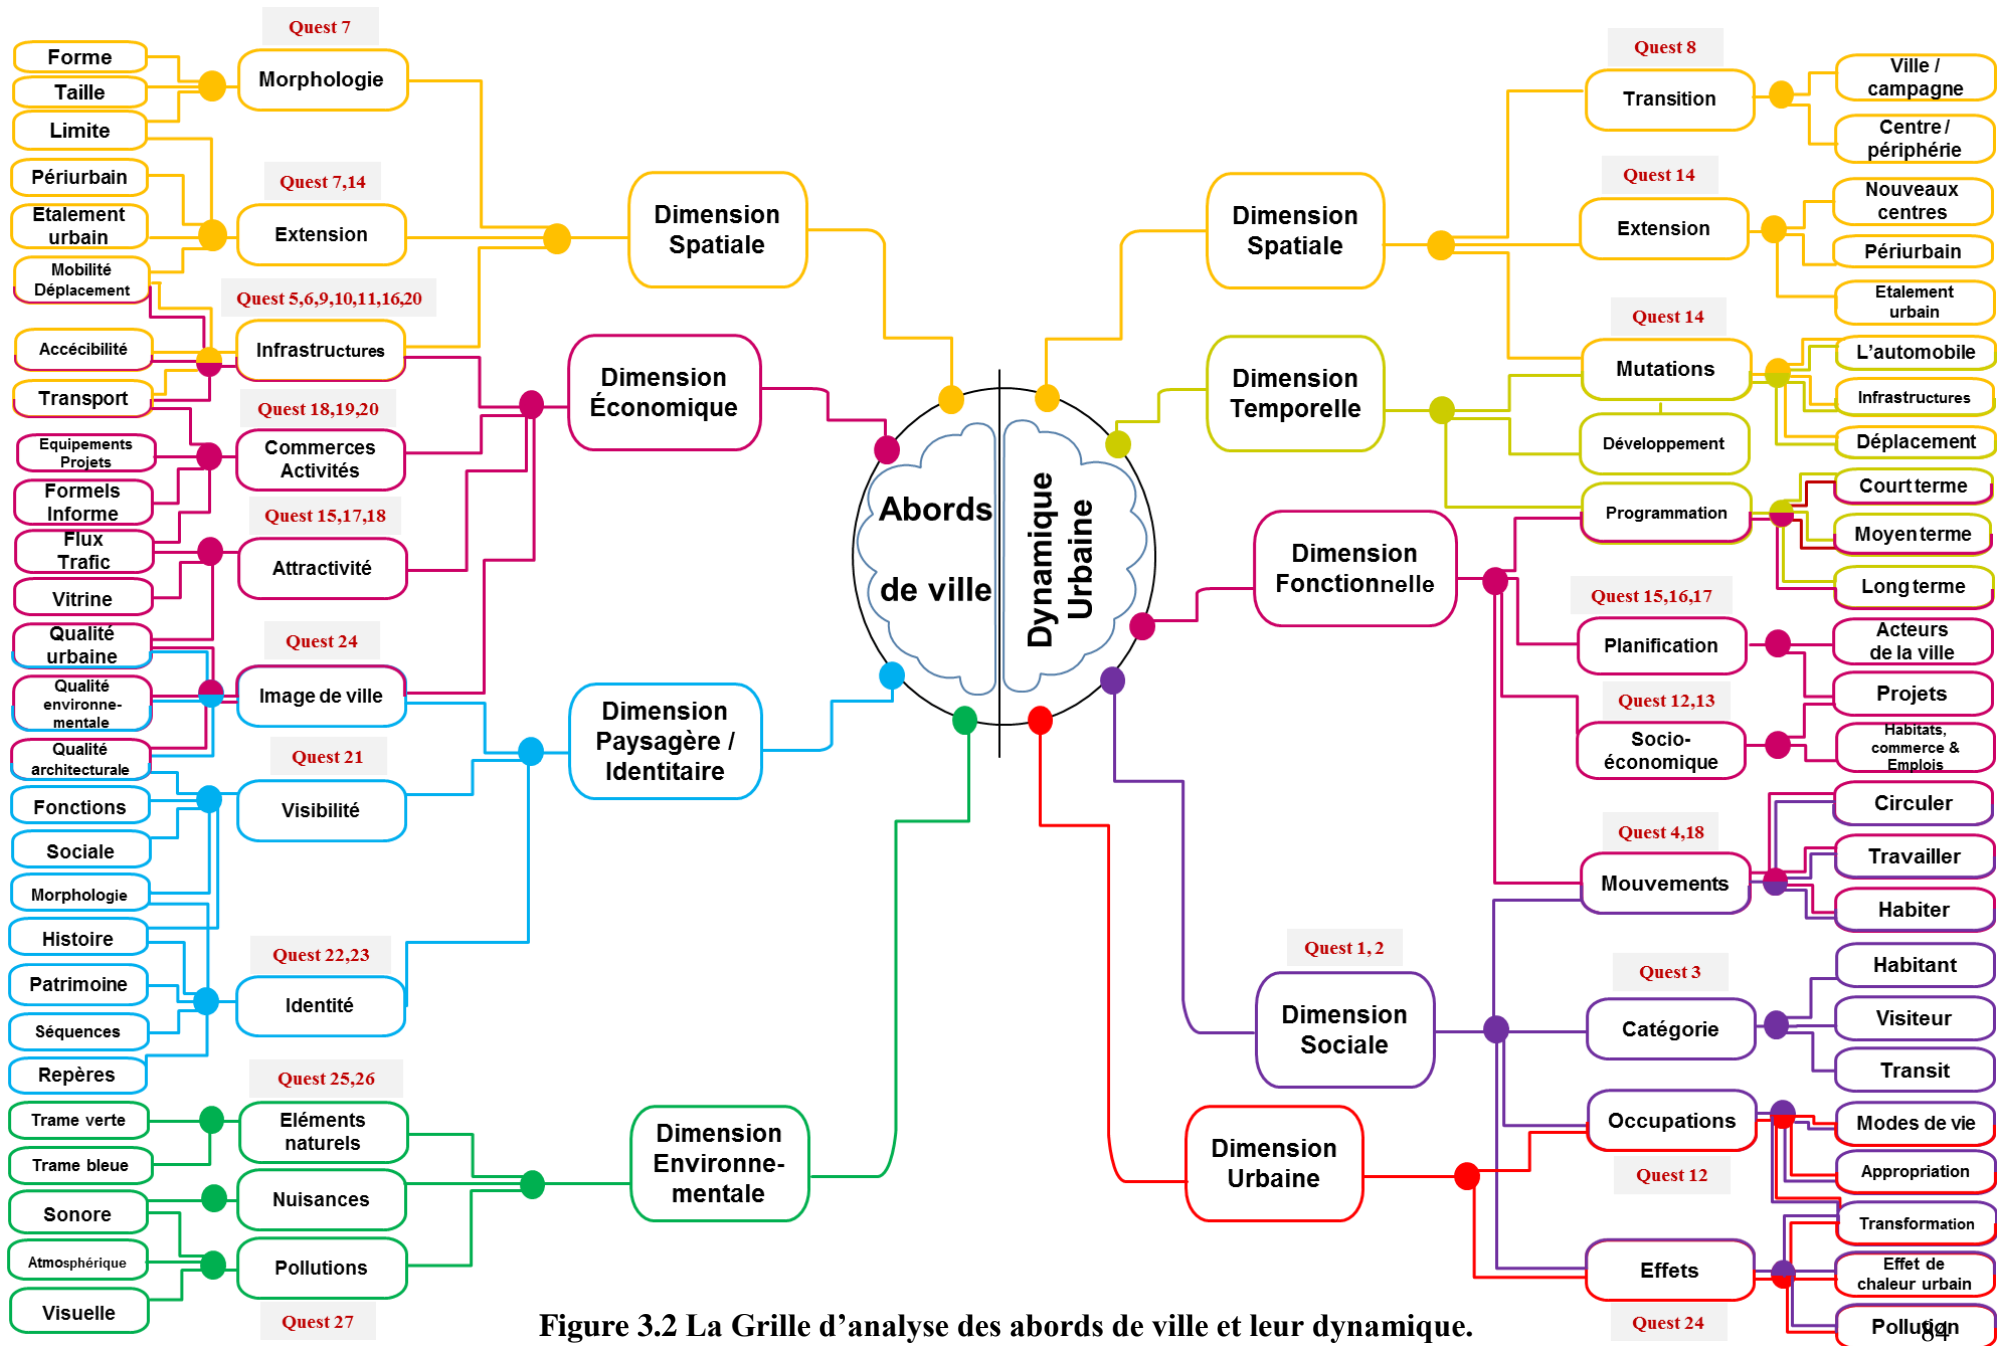 Quest 7
Forme
Taille
Limite
Morphologie
Périurbain
Etalement
urbain
Mobilité
Déplacement
Quest 7,14
Extension
Quest 5,6,9,10,11,16,20
Infrastructures
Accécibilité
Transport
Dimension
Spatiale
Quest 18,19,20
Commerces
Activités
Equipements
Projets
Formels
Informe
Flux
Trafic
Vitrine
Qualité
urbaine
Quest 15,17,18
Attractivité
Dimension
Économique
Quest 24
Image de ville
Qualité
environne-
mentale
Qualité
architecturale
Quest 21
Visibilité
Fonctions
Sociale
Morphologie
Histoire
Patrimoine
Séquences
Repères
Quest 22,23
Identité
Dimension
Paysagère /
Identitaire
Quest 25,26
Eléments
naturels
Trame verte
Trame bleue
Nuisances
Sonore
Atmosphérique
Visuelle
Pollutions
Quest 27
Dimension
Environne-
mentale
Abords
de ville
Dynamique
Urbaine
Dimension
Spatiale
Quest 8
Transition
Ville /
campagne
Centre /
périphérie
Quest 14
Extension
Nouveaux
centres
Périurbain
Etalement
urbain
Quest 14
Mutations
L'automobile
Infrastructures
Déplacement
Dimension
Temporelle
Développement
Programmation
Court terme
Moyen terme
Long terme
Dimension
Fonctionnelle
Quest 15,16,17
Planification
Acteurs
de la ville
Projets
Quest 12,13
Socio-
économique
Habitats,
commerce &
Emplois
Quest 4,18
Mouvements
Circuler
Travailler
Habiter
Quest 1, 2
Dimension
Sociale
Quest 3
Catégorie
Habitant
Visiteur
Transit
Occupations
Quest 12
Modes de vie
Appropriation
Transformation
Dimension
Urbaine
Effets
Quest 24
Effet de
chaleur urbain
Pollution
Figure 3.2 La Grille d'analyse des abords de ville et leur dynamique.
84